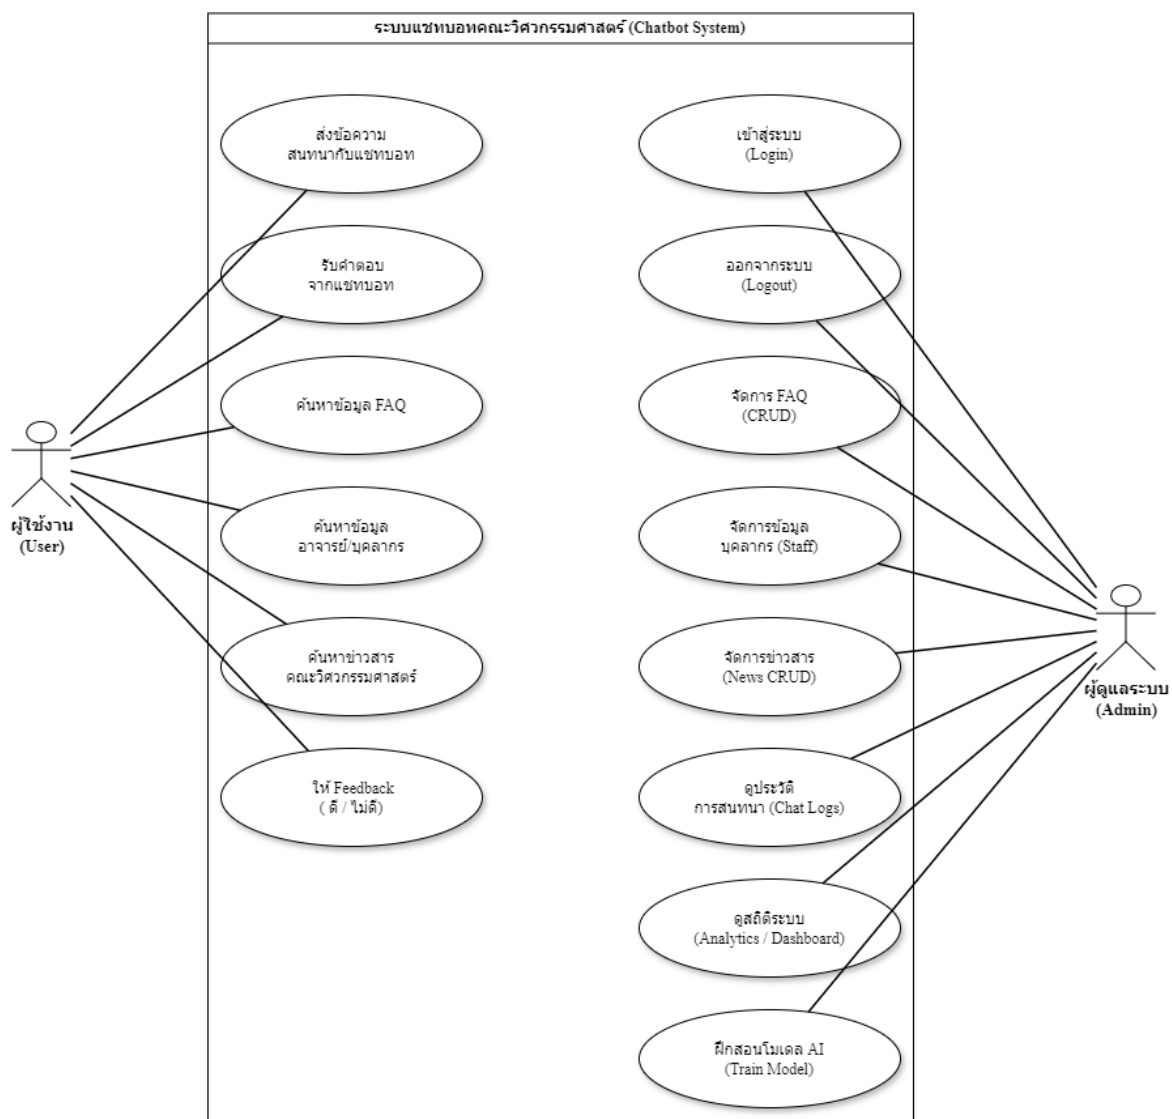 ระบบแชทบอทคณะวิศวกรรมศาสตร์ (Chatbot System)
ส่งข้อความ
สนทนากับแชทบอท
รับคำตอบ
จากแชทบอท
ค้นหาข้อมูล FAQ
ค้นหาข้อมูล
อาจารย์/บุคลากร
ค้นหาข่าวสาร
คณะวิศวกรรมศาสตร์
ให้ Feedback
( ดี / ไม่ดี)
ผู้ใช้งาน
(User)
เข้าสู่ระบบ
(Login)
ออกจากระบบ
(Logout)
จัดการ FAQ
(CRUD)
จัดการข้อมูล
บุคลากร (Staff)
จัดการข่าวสาร
(News CRUD)
ดูประวัติ
การสนทนา (Chat Logs)
ดูสถิติระบบ
(Analytics / Dashboard)
ฝึกสอนโมเดล AI
(Train Model)
ผู้ดูแลระบบ
(Admin)